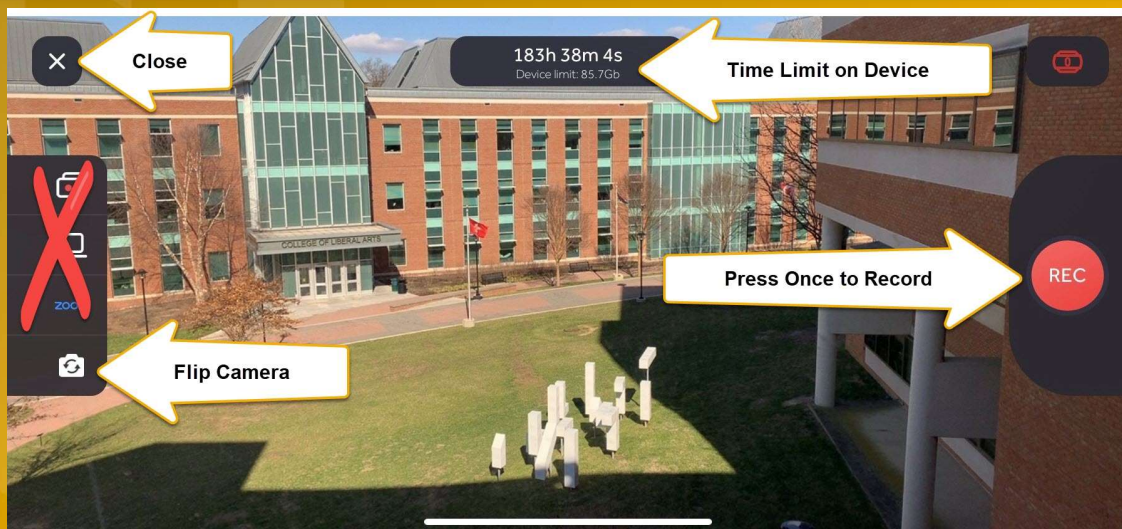 Close
183h 38m 4s
Device limit: 85.7Gb
Time Limit on Device
COLLEGE OF LIBERAL ARTS
Press Once to Record
REC
Flip Camera